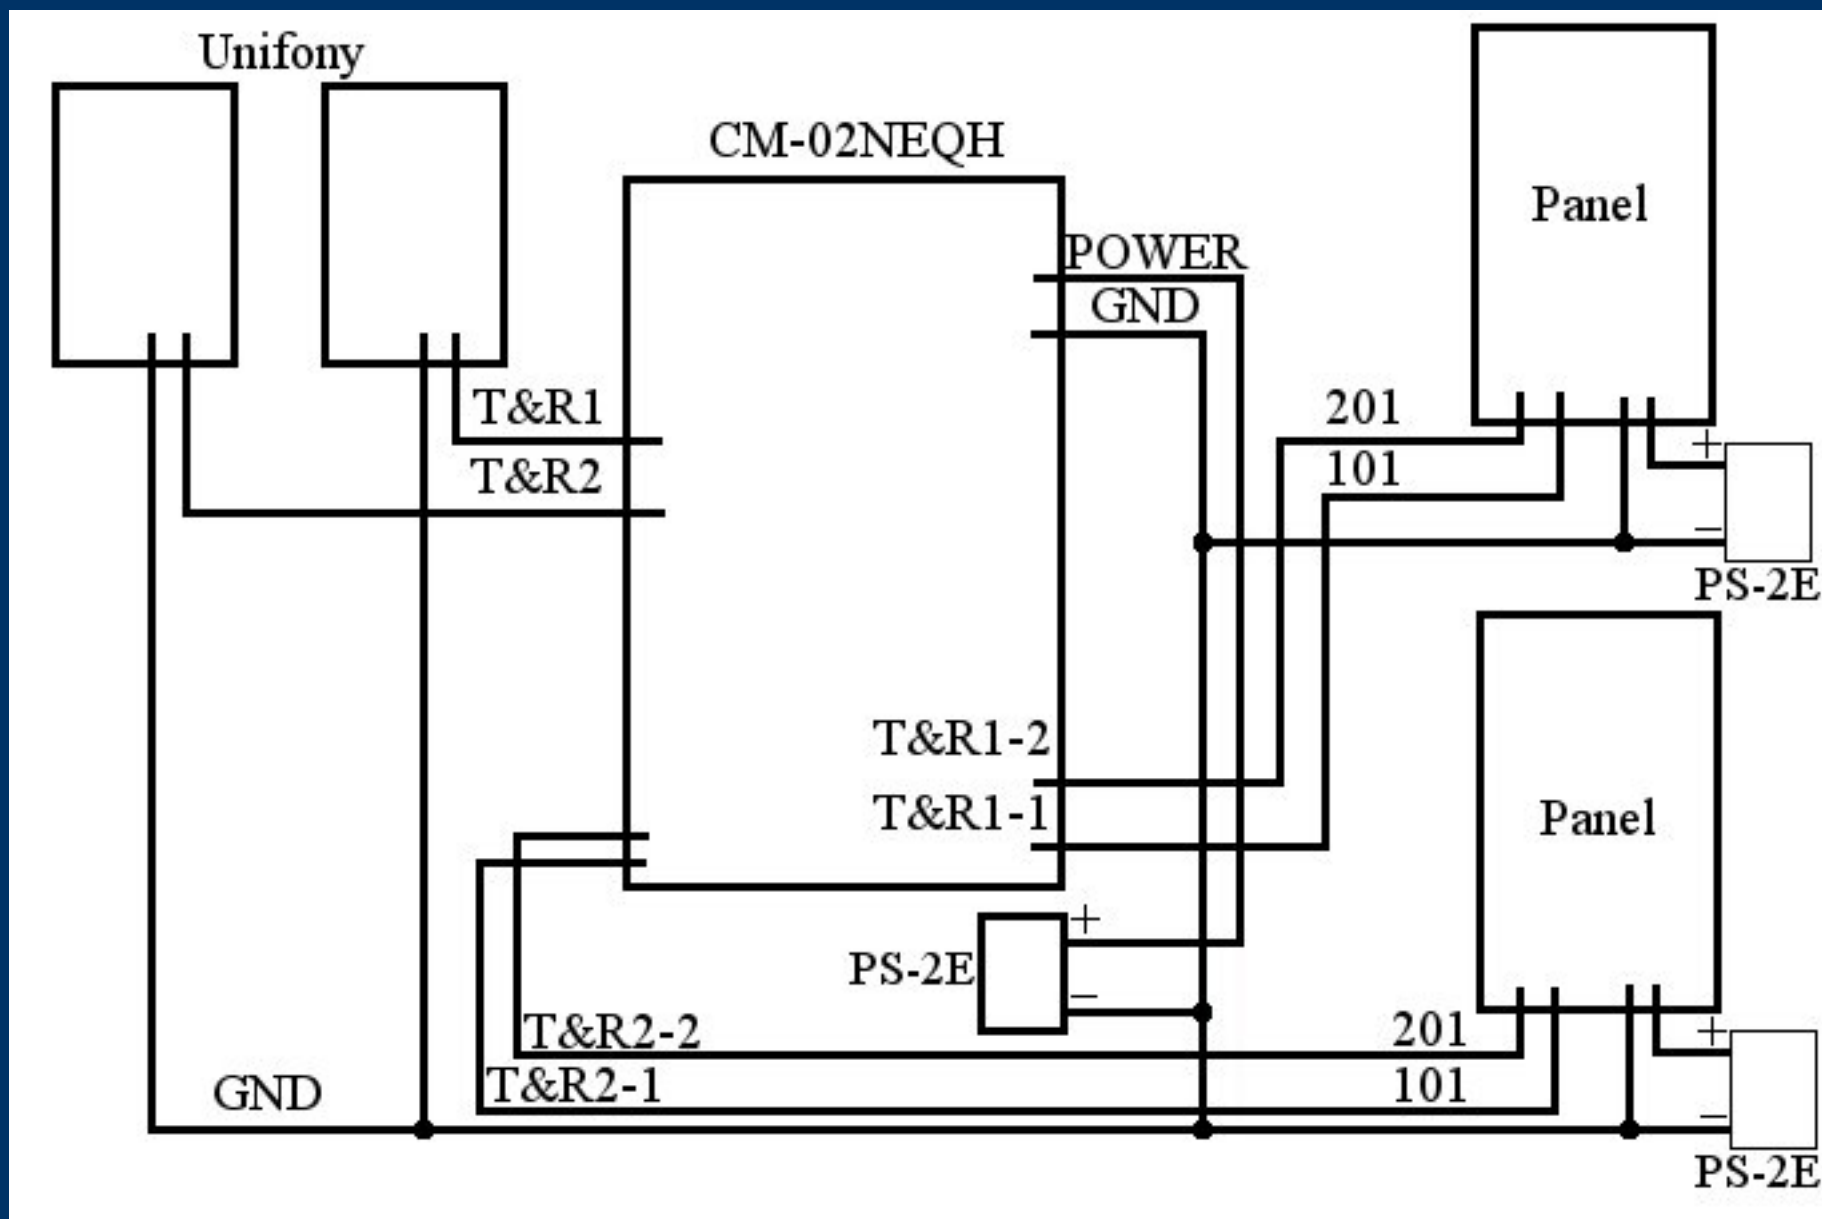 Unifony
CM-02NEQH
Panel
POWER
GND
T&R1
T&R2
201
101
+
−
PS-2E
T&R1-2
T&R1-1
Panel
+
−
PS-2E
T&R2-2
T&R2-1
201
101
GND
+
−
PS-2E